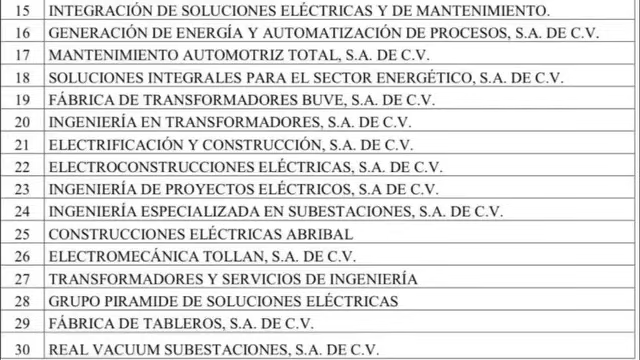 15 INTEGRACIÓN DE SOLUCIONES ELÉCTRICAS Y DE MANTENIMIENTO.
16 GENERACIÓN DE ENERGÍA Y AUTOMATIZACIÓN DE PROCESOS, S.A. DE C.V.
17 MANTENIMIENTO AUTOMOTRIZ TOTAL, S.A. DE C.V.
18 SOLUCIONES INTEGRALES PARA EL SECTOR ENERGÉTICO, S.A. DE C.V.
19 FÁBRICA DE TRANSFORMADORES BUVE, S.A. DE C.V.
20 INGENIERÍA EN TRANSFORMADORES, S.A. DE C.V.
21 ELECTRIFICACIÓN Y CONSTRUCCIÓN, S.A. DE C.V.
22 ELECTROCONSTRUCCIONES ELÉCTRICAS, S.A. DE C.V.
23 INGENIERÍA DE PROYECTOS ELÉCTRICOS, S.A DE C.V.
24 INGENIERÍA ESPECIALIZADA EN SUBESTACIONES, S.A. DE C.V.
25 CONSTRUCCIONES ELÉCTRICAS ABRIBAL
26 ELECTROMECÁNICA TOLLAN, S.A. DE C.V.
27 TRANSFORMADORES Y SERVICIOS DE INGENIERÍA
28 GRUPO PIRAMIDE DE SOLUCIONES ELÉCTRICAS
29 FÁBRICA DE TABLEROS, S.A. DE C.V.
30 REAL VACUUM SUBESTACIONES, S.A. DE C.V.